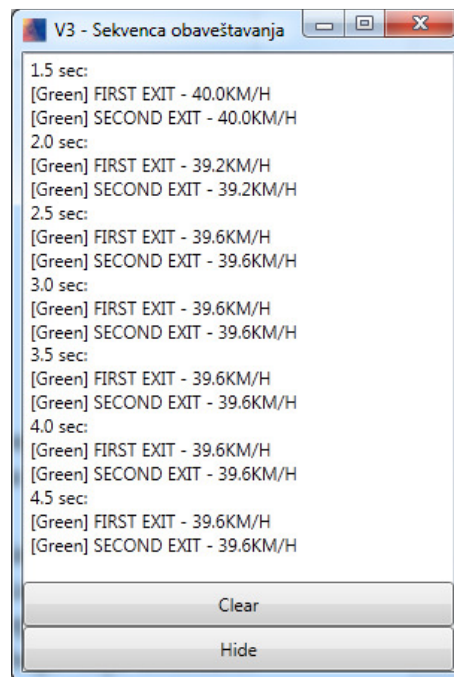 V3 - Sekvenca obaveštavanja
1.5 sec:
[Green] FIRST EXIT - 40.0KM/H
[Green] SECOND EXIT - 40.0KM/H
2.0 sec:
[Green] FIRST EXIT - 39.2KM/H
[Green] SECOND EXIT - 39.2KM/H
2.5 sec:
[Green] FIRST EXIT - 39.6KM/H
[Green] SECOND EXIT - 39.6KM/H
3.0 sec:
[Green] FIRST EXIT - 39.6KM/H
[Green] SECOND EXIT - 39.6KM/H
3.5 sec:
[Green] FIRST EXIT - 39.6KM/H
[Green] SECOND EXIT - 39.6KM/H
4.0 sec:
[Green] FIRST EXIT - 39.6KM/H
[Green] SECOND EXIT - 39.6KM/H
4.5 sec:
[Green] FIRST EXIT - 39.6KM/H
[Green] SECOND EXIT - 39.6KM/H
Clear
Hide